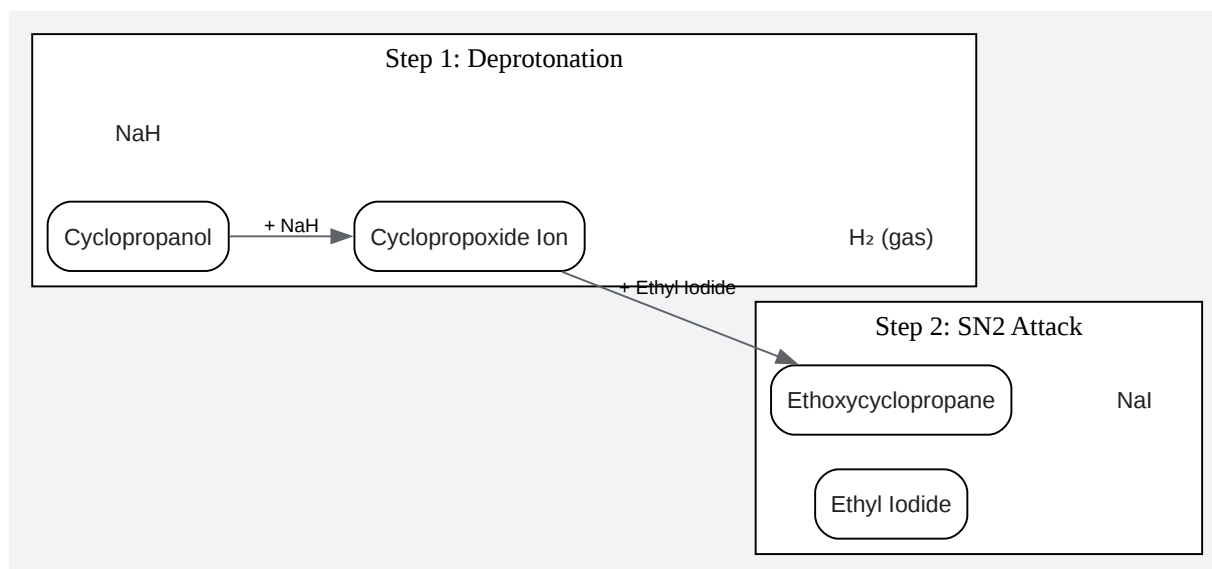 Step 1: Deprotonation
NaH
Cyclopropanol
+ NaH
Cyclopropoxide Ion
H₂ (gas)
+ Ethyl Iodide
Step 2: SN2 Attack
Ethoxycyclopropane
NaI
Ethyl Iodide